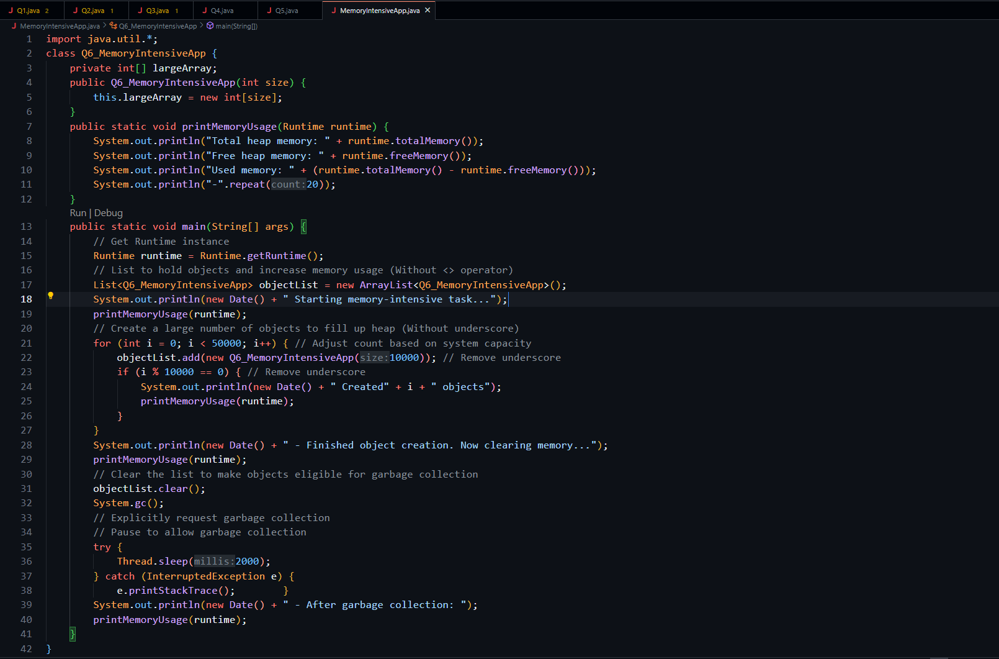 J Q1.java 2 J Q2.java 1 J Q3.java 1 J Q4.java J Q5.java J MemoryIntensiveApp.java ×
J MemoryIntensiveApp.java > Q6_MemoryIntensiveApp > main(String[])
1 import java.util.*;
2 class Q6_MemoryIntensiveApp {
3     private int[] largeArray;
4     public Q6_MemoryIntensiveApp(int size) {
5         this.largeArray = new int[size];
6     }
7     public static void printMemoryUsage(Runtime runtime) {
8         System.out.println("Total heap memory: " + runtime.totalMemory());
9         System.out.println("Free heap memory: " + runtime.freeMemory());
10         System.out.println("Used memory: " + (runtime.totalMemory() - runtime.freeMemory()));
11         System.out.println("-".repeat(count:20));
12     }
Run | Debug
13     public static void main(String[] args) {
14         // Get Runtime instance
15         Runtime runtime = Runtime.getRuntime();
16         // List to hold objects and increase memory usage (Without <> operator)
17         List<Q6_MemoryIntensiveApp> objectList = new ArrayList<Q6_MemoryIntensiveApp>();
18         System.out.println(new Date() + " Starting memory-intensive task...");
19         printMemoryUsage(runtime);
20         // Create a large number of objects to fill up heap (Without underscore)
21         for (int i = 0; i < 50000; i++) { // Adjust count based on system capacity
22             objectList.add(new Q6_MemoryIntensiveApp(size:10000)); // Remove underscore
23             if (i % 10000 == 0) { // Remove underscore
24                 System.out.println(new Date() + " Created" + i + " objects");
25                 printMemoryUsage(runtime);
26             }
27         }
28         System.out.println(new Date() + " - Finished object creation. Now clearing memory...");
29         printMemoryUsage(runtime);
30         // Clear the list to make objects eligible for garbage collection
31         objectList.clear();
32         System.gc();
33         // Explicitly request garbage collection
34         // Pause to allow garbage collection
35         try {
36             Thread.sleep(millis:2000);
37         } catch (InterruptedException e) {
38             e.printStackTrace();        }
39         System.out.println(new Date() + " - After garbage collection: ");
40         printMemoryUsage(runtime);
41     }
42 }